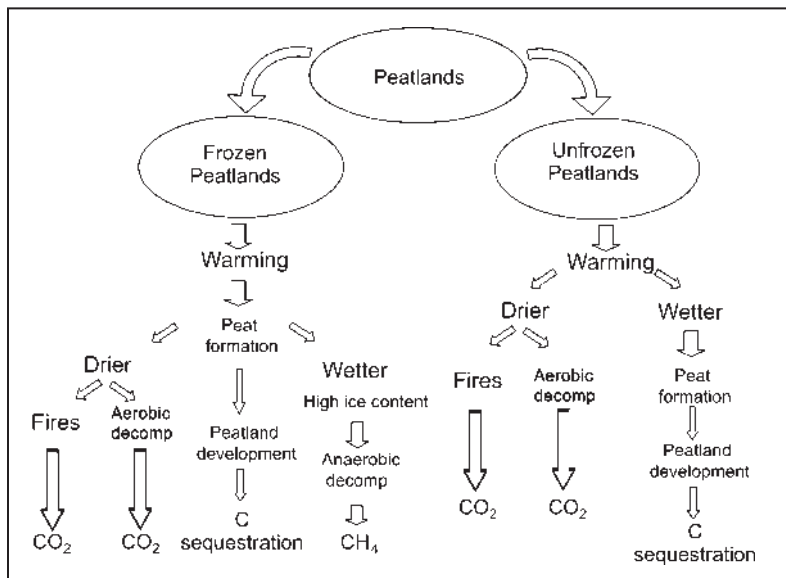 Peatlands
Frozen
Peatlands
Warming
Peat
formation
Drier
Fires
Aerobic
decomp
CO₂
CO₂
Peatland
development
C
sequestration
Wetter
High ice content
Anaerobic
decomp
CH₄
Unfrozen
Peatlands
Warming
Drier
Fires
Aerobic
decomp
CO₂
CO₂
Wetter
Peat
formation
Peatland
development
C
sequestration